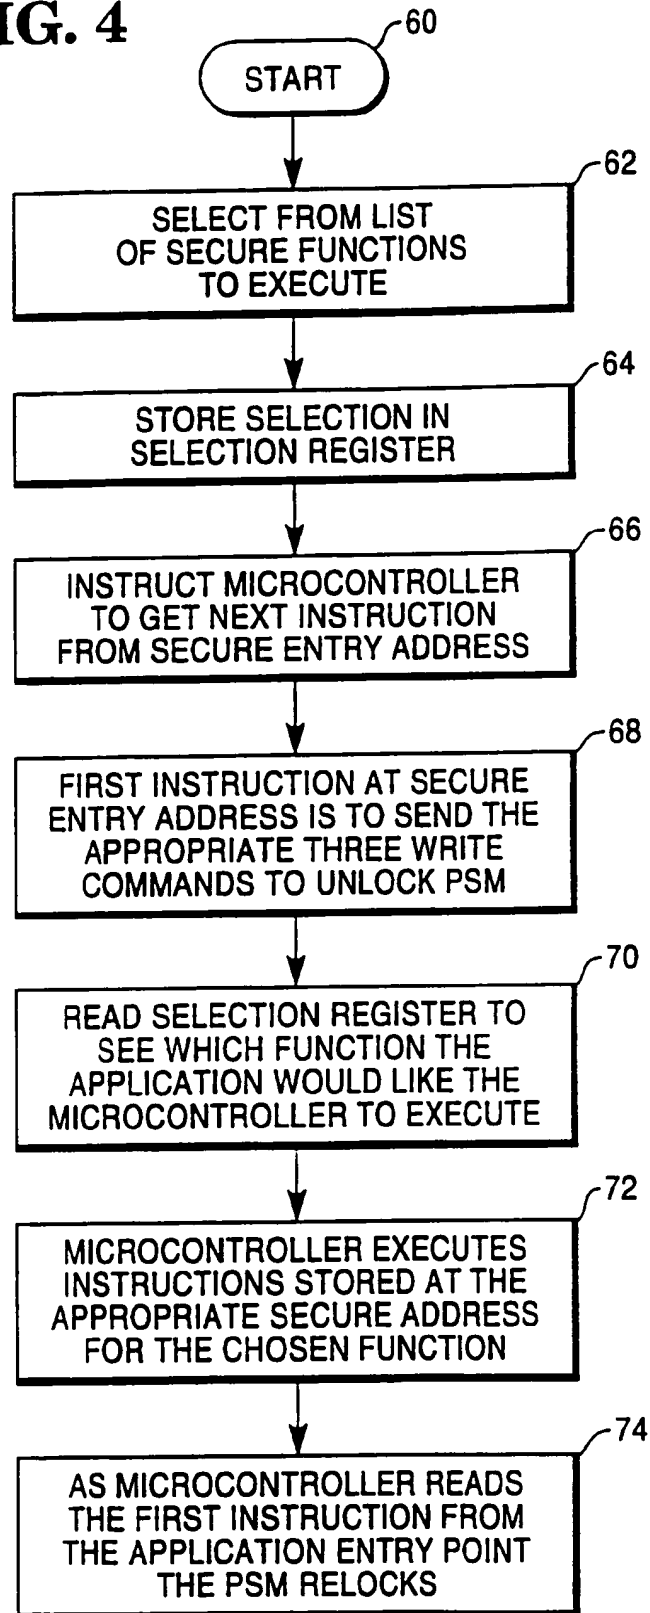 IG. 4
60
START
62
SELECT FROM LIST
OF SECURE FUNCTIONS
TO EXECUTE
64
STORE SELECTION IN
SELECTION REGISTER
66
INSTRUCT MICROCONTROLLER
TO GET NEXT INSTRUCTION
FROM SECURE ENTRY ADDRESS
68
FIRST INSTRUCTION AT SECURE
ENTRY ADDRESS IS TO SEND THE
APPROPRIATE THREE WRITE
COMMANDS TO UNLOCK PSM
70
READ SELECTION REGISTER TO
SEE WHICH FUNCTION THE
APPLICATION WOULD LIKE THE
MICROCONTROLLER TO EXECUTE
72
MICROCONTROLLER EXECUTES
INSTRUCTIONS STORED AT THE
APPROPRIATE SECURE ADDRESS
FOR THE CHOSEN FUNCTION
74
AS MICROCONTROLLER READS
THE FIRST INSTRUCTION FROM
THE APPLICATION ENTRY POINT
THE PSM RELOCKS